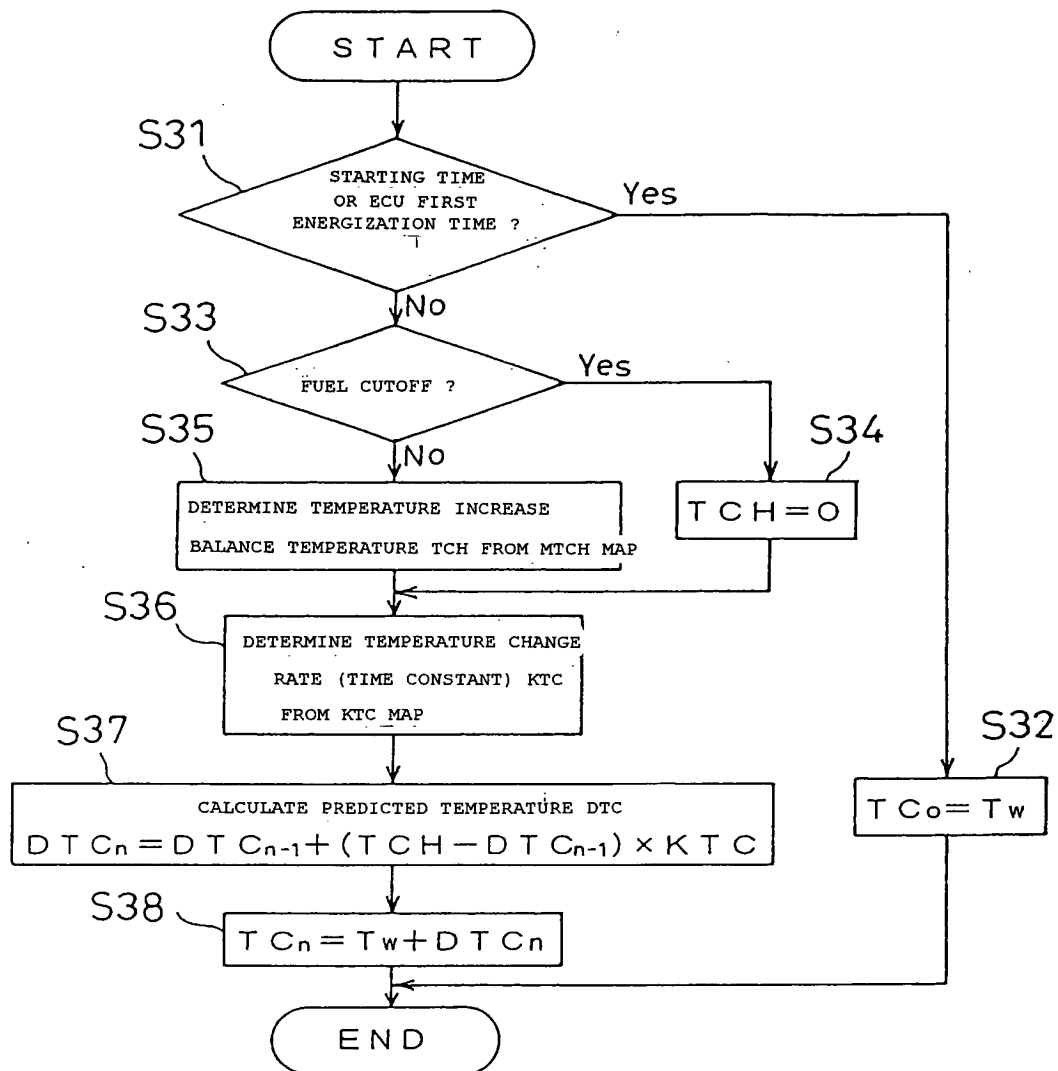 START
S31
STARTING TIME
OR ECU FIRST
ENERGIZATION TIME ?
Yes
No
S33
FUEL CUTOFF ?
Yes
No
S35
DETERMINE TEMPERATURE INCREASE
BALANCE TEMPERATURE TCH FROM MTCH MAP
S34
TCH=0
S36
DETERMINE TEMPERATURE CHANGE
RATE (TIME CONSTANT) KTC
FROM KTC MAP
S37
CALCULATE PREDICTED TEMPERATURE DTC
DTCn=DTCn-1+(TCH-DTCn-1)×KTC
S32
TCo=Tw
S38
TCn=Tw+DTCn
END